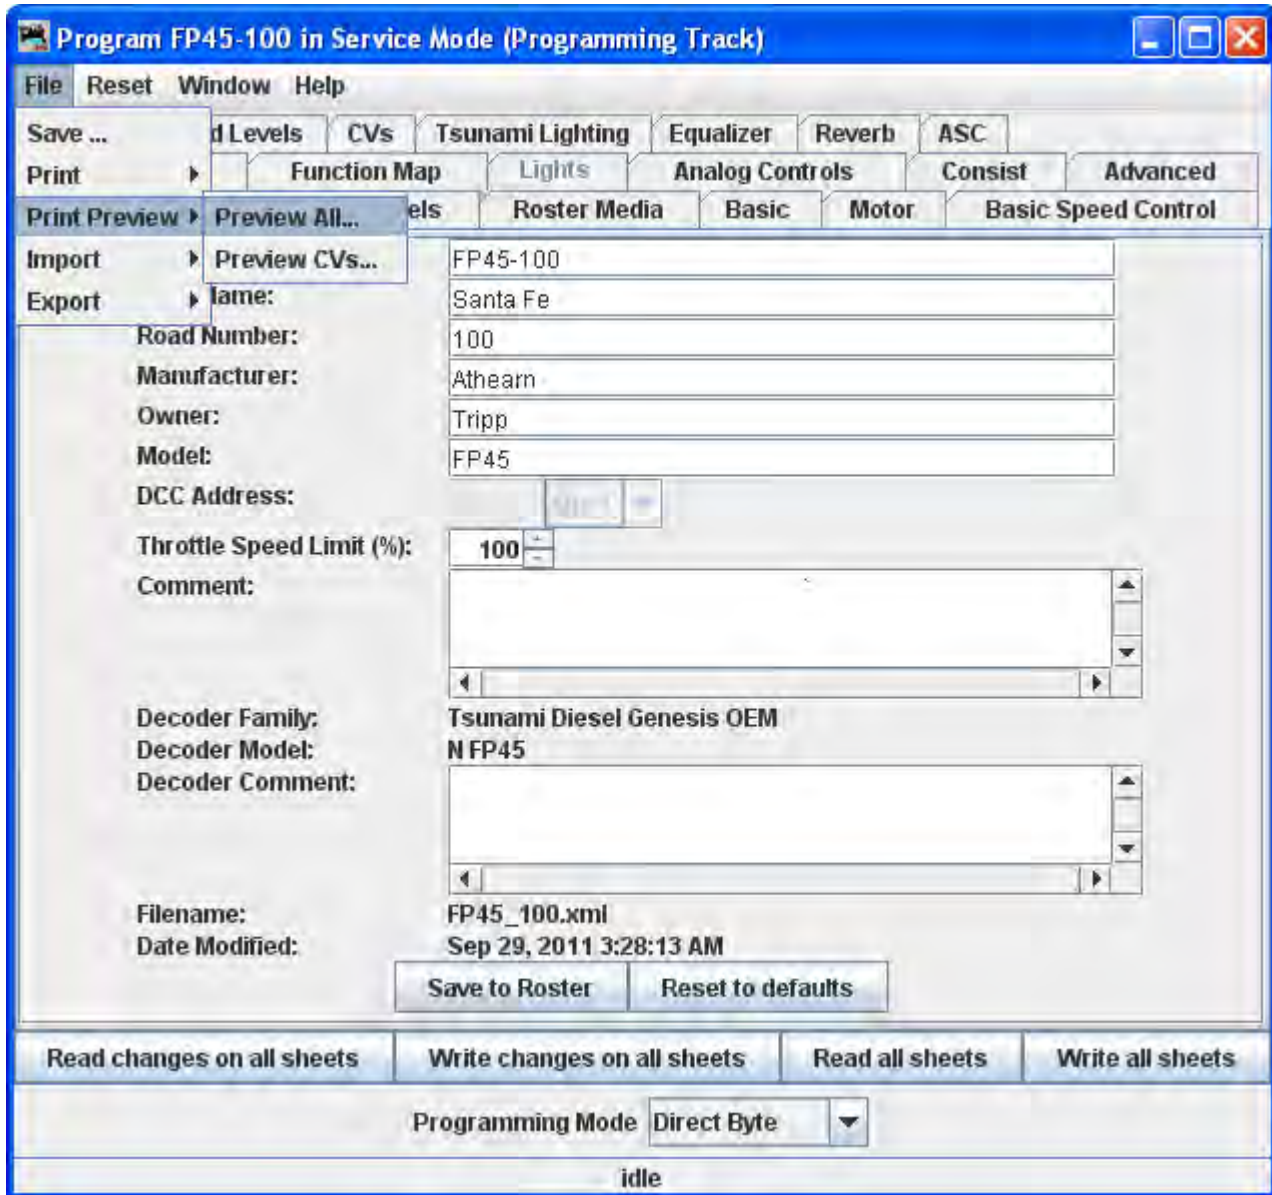 Program FP45-100 in Service Mode (Programming Track)
File Reset Window Help
Save ... d Levels CVs Tsunami Lighting Equalizer Reverb ASC
Print Function Map Lights Analog Controls Consist Advanced
Print Preview Preview All... els Roster Media Basic Motor Basic Speed Control
Import Preview CVs... FP45-100
Export lame: Santa Fe
Road Number: 100
Manufacturer: Athearn
Owner: Tripp
Model: FP45
DCC Address:
Throttle Speed Limit (%): 100
Comment:
Decoder Family: Tsunami Diesel Genesis OEM
Decoder Model: N FP45
Decoder Comment:
Filename: FP45_100.xml
Date Modified: Sep 29, 2011 3:28:13 AM
Save to Roster Reset to defaults
Read changes on all sheets Write changes on all sheets Read all sheets Write all sheets
Programming Mode Direct Byte
idle